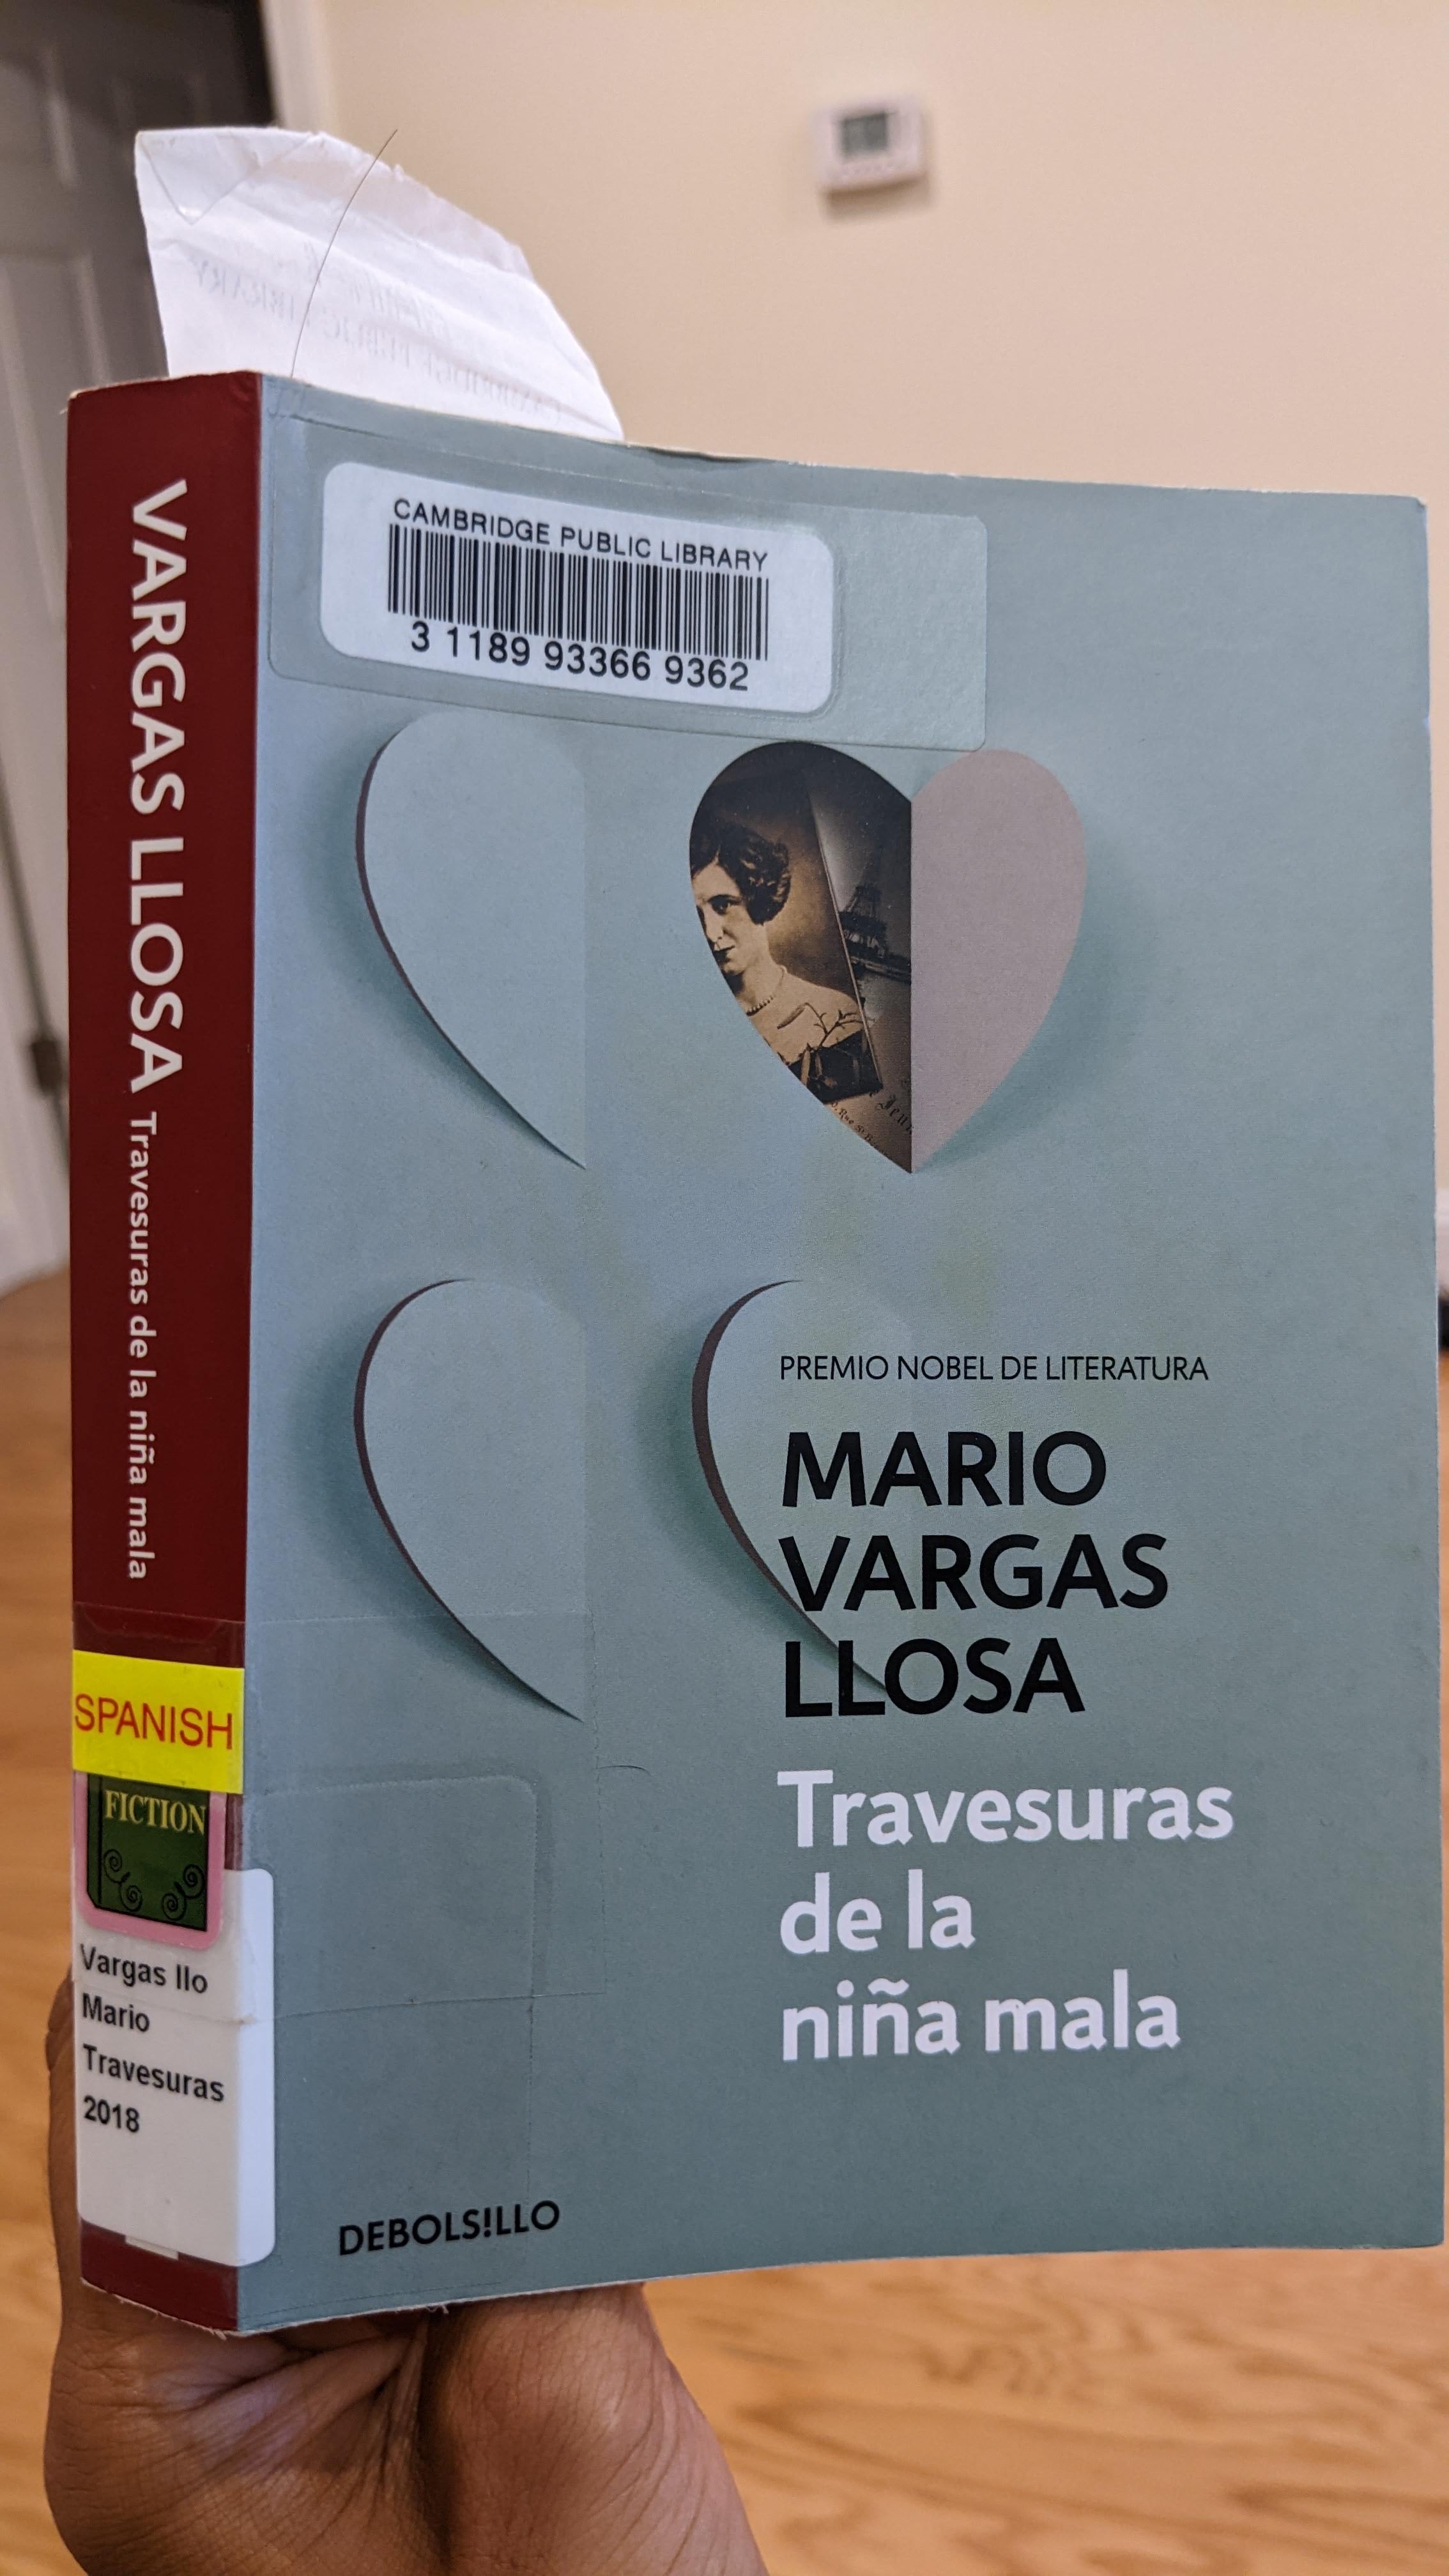 CAMBRIDGE PUBLIC LIBRARY
3 1189 93366 9362
VARGAS LLOSA Travesuras de la niña mala
SPANISH
FICTION
Vargas llo
Mario
Travesuras
2018
PREMIO NOBEL DE LITERATURA
MARIO
VARGAS
LLOSA
Travesuras
de la
niña mala
DEBOLS!LLO